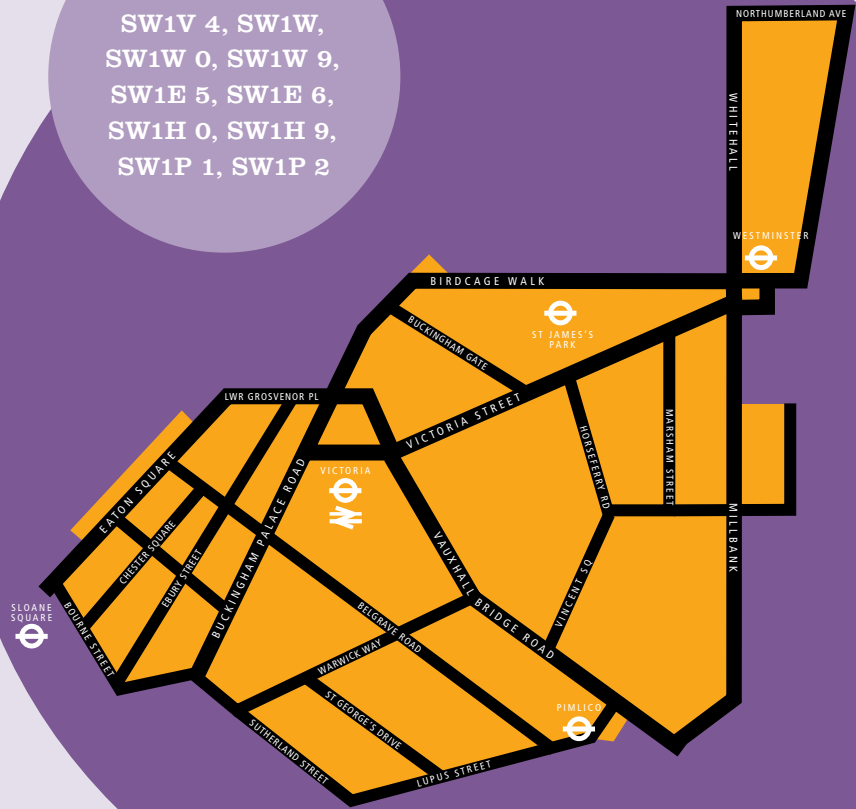 SW1V 4, SW1W,
SW1W 0, SW1W 9,
SW1E 5, SW1E 6,
SW1H 0, SW1H 9,
SW1P 1, SW1P 2
NORTHUMBERLAND AVE
WHITEHALL
WESTMINSTER
BIRDCAGE WALK
ST JAMES'S
PARK
BUCKINGHAM GATE
LWR GROSVENOR PL
VICTORIA STREET
HORSEFERRY RD
MARSHAM STREET
EATON SQUARE
VICTORIA
BUCKINGHAM PALACE ROAD
CHESTER SQUARE
EBURY STREET
MILLBANK
VAUXHALL
BRIDGE ROAD
VINCENT SQ
SLOANE
SQUARE
BOURNE STREET
BELGRAVE ROAD
WARWICK WAY
ST GEORGE'S DRIVE
PIMLICO
SUTHERLAND STREET
LUPUS STREET